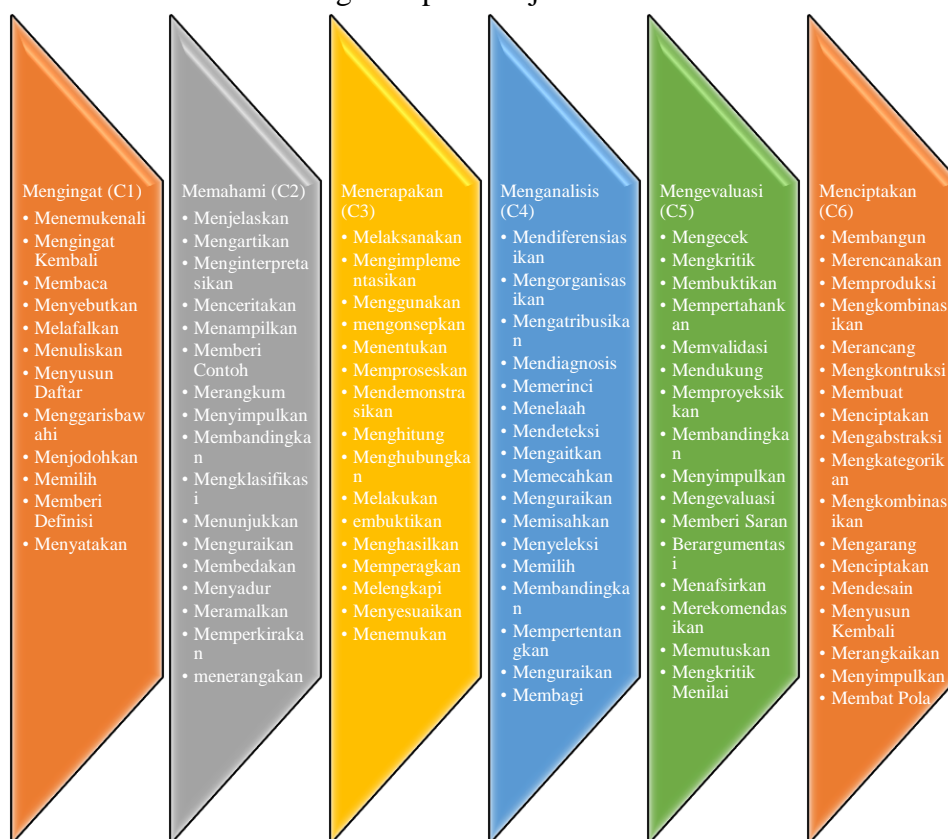 Mengingat (C1)
• Menemukenali
• Mengingat
Kembali
• Membaca
• Menyebutkan
• Melafalkan
• Menuliskan
• Menyusun
Daftar
• Menggarisbaw
ahi
• Menjodohkan
• Memilih
• Memberi
Definisi
• Menyatakan
Memahami (C2)
• Menjelaskan
• Mengartikan
• Menginterpreta
sikan
• Menceritakan
• Menampilkan
• Memberi
Contoh
• Merangkum
• Menyimpulkan
• Membandingka
n
• Mengklasifikas
i
• Menunjukkan
• Menguraikan
• Membedakan
• Menyadur
• Meramalkan
• Memperkiraka
n
• menerangakan
Menerapakan
(C3)
• Melaksanakan
• Mengimpleme
ntasikan
• Menggunakan
• mengonsepkan
• Menentukan
• Memproseskan
• Mendemonstra
sikan
• Menghitung
• Menghubungka
n
• Melakukan
• embuktikan
• Menghasilkan
• Memperagkan
• Melengkapi
• Menyesuaikan
• Menemukan
Menganalisis
(C4)
• Mendiferensias
ikan
• Mengorganisas
ikan
• Mengatribusika
n
• Mendiagnosis
• Memerinci
• Menelaah
• Mendeteksi
• Mengaitkan
• Memecahkan
• Menguraikan
• Memisahkan
• Menyeleksi
• Memilih
• Membandingka
n
• Mempertentan
gkan
• Menguraikan
• Membagi
Mengevaluasi
(C5)
• Mengecek
• Mengkritik
• Membuktikan
• Mempertahank
an
• Memvalidasi
• Mendukung
• Memproyeksik
kan
• Membandingka
n
• Menyimpulkan
• Mengevaluasi
• Memberi Saran
• Berargumentas
i
• Menafsirkan
• Merekomendas
ikan
• Memutuskan
• Mengkritik
Menilai
Menciptakan
(C6)
• Membangun
• Merencanakan
• Memproduksi
• Mengkombinas
ikan
• Merancang
• Mengkontruksi
• Membuat
• Menciptakan
• Mengabstraksi
• Mengkategorik
an
• Mengkombinas
ikan
• Mengarang
• Menciptakan
• Mendesain
• Menyusun
Kembali
• Merangkaikan
• Menyimpulkan
• Membat Pola